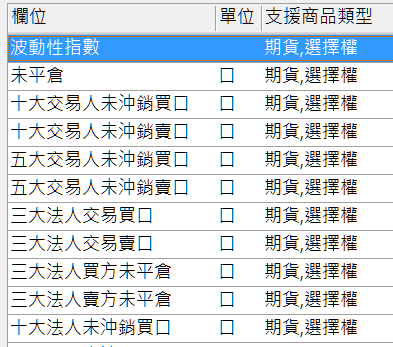 欄位 單位 支援商品類型
波動性指數 期貨,選擇權
未平倉 口 期貨,選擇權
十大交易人未沖銷買口 口 期貨,選擇權
十大交易人未沖銷賣口 口 期貨,選擇權
五大交易人未沖銷買口 口 期貨,選擇權
五大交易人未沖銷賣口 口 期貨,選擇權
三大法人交易買口 口 期貨,選擇權
三大法人交易賣口 口 期貨,選擇權
三大法人買方未平倉 口 期貨,選擇權
三大法人賣方未平倉 口 期貨,選擇權
十大法人未沖銷買口 口 期貨,選擇權